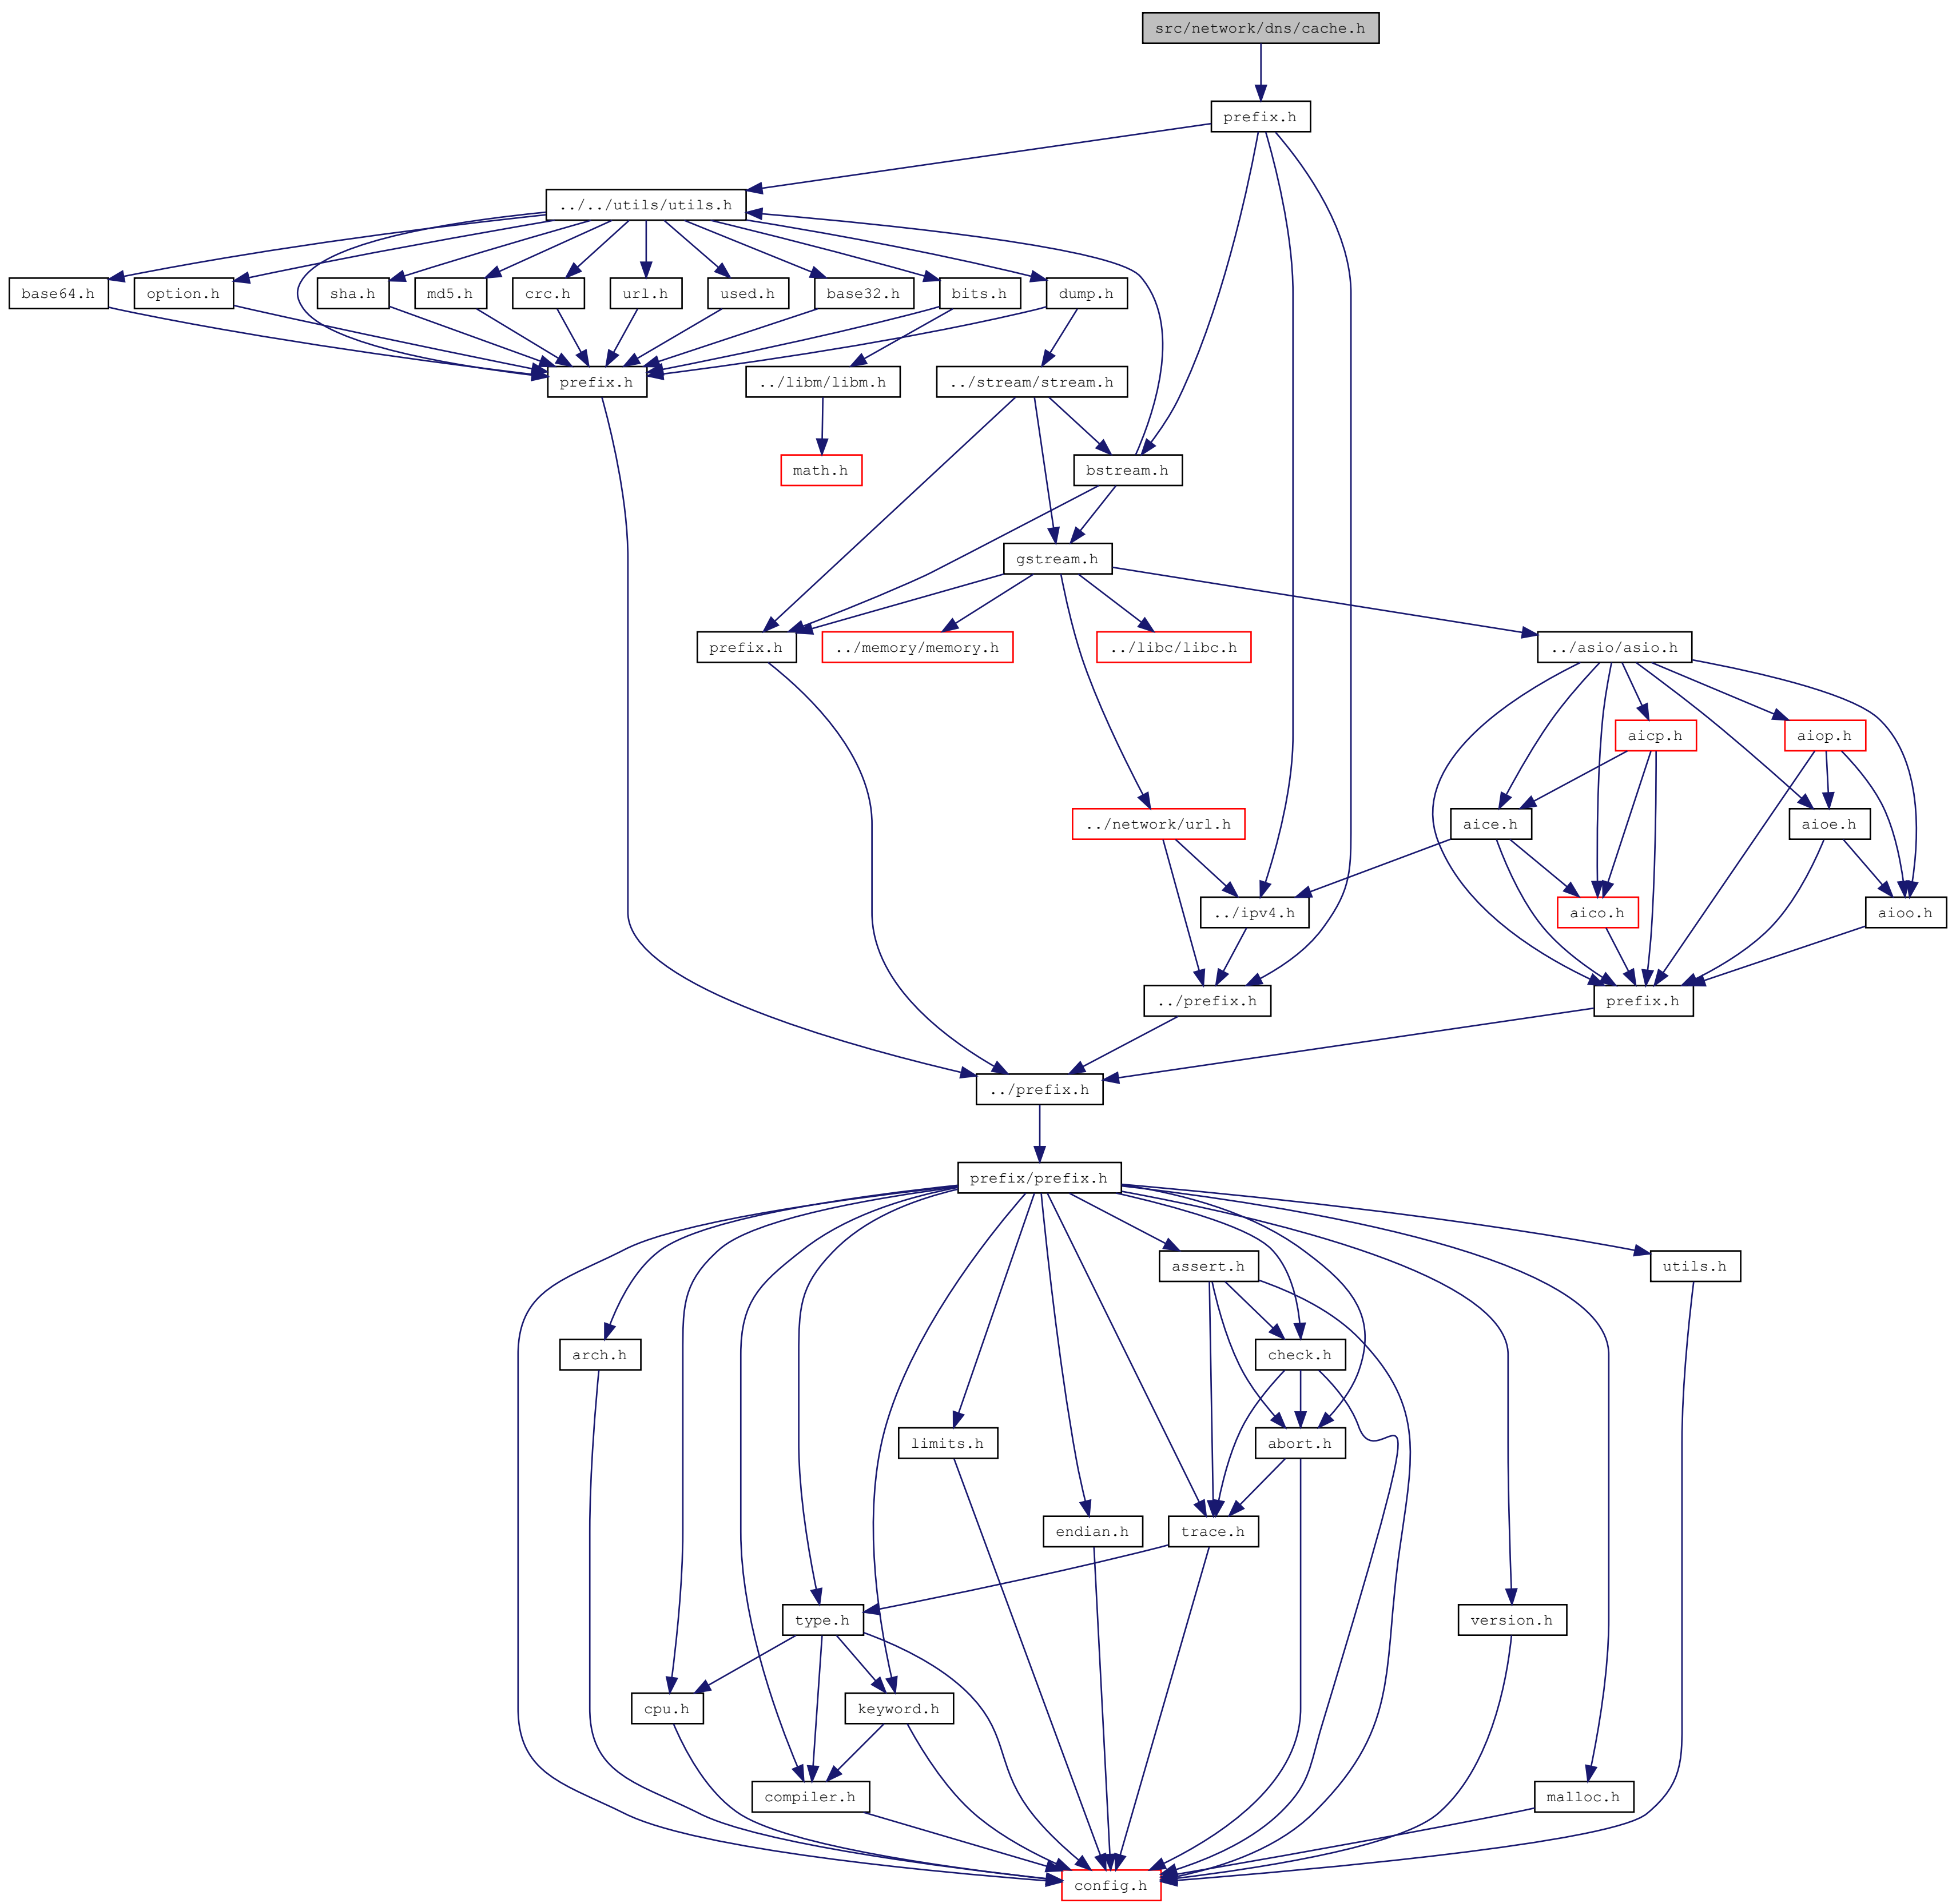 src/network/dns/cache.h
prefix.h
../../utils/utils.h
base64.h
option.h
sha.h
md5.h
crc.h
url.h
used.h
base32.h
bits.h
dump.h
prefix.h
../libm/libm.h
../stream/stream.h
math.h
bstream.h
gstream.h
prefix.h
../memory/memory.h
../libc/libc.h
../asio/asio.h
aicp.h
aiop.h
../network/url.h
aice.h
aioe.h
../ipv4.h
aico.h
aioo.h
../prefix.h
prefix.h
../prefix.h
prefix/prefix.h
assert.h
utils.h
arch.h
check.h
limits.h
abort.h
endian.h
trace.h
type.h
version.h
cpu.h
keyword.h
compiler.h
malloc.h
config.h